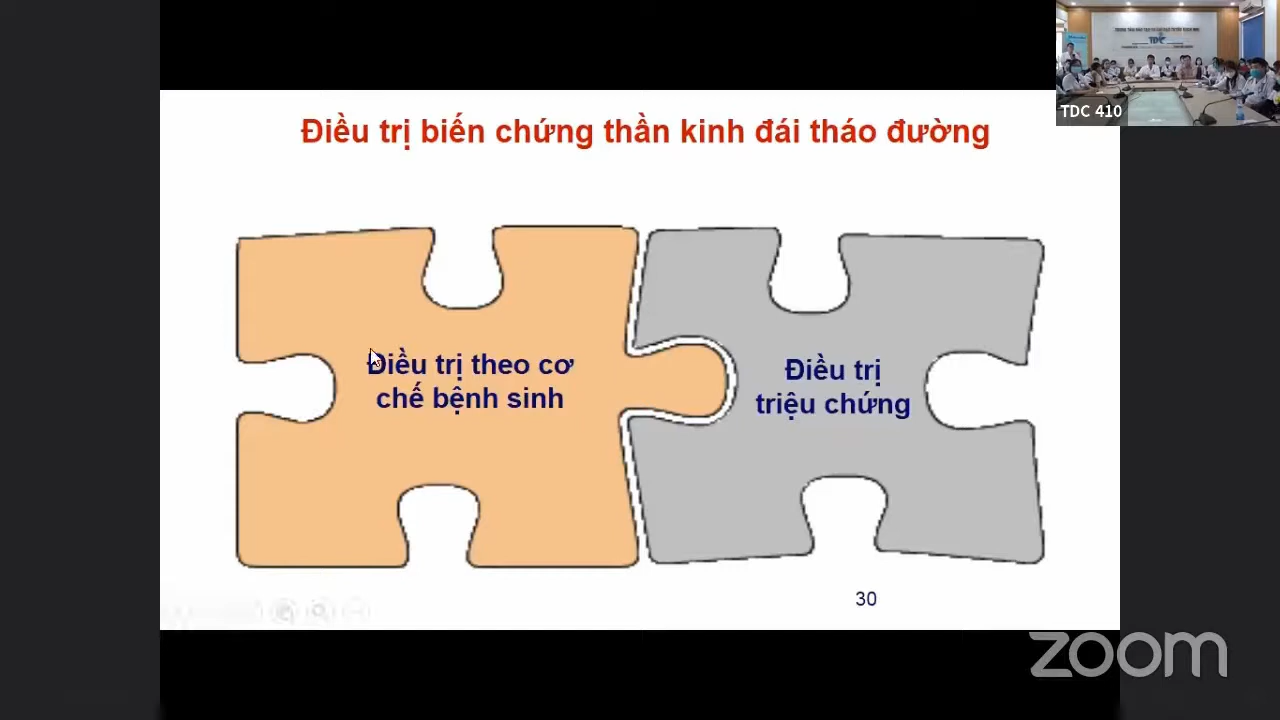 Điều trị biến chứng thần kinh đái tháo đường
Điều trị theo cơ
chế bệnh sinh
Điều trị
triệu chứng
30
TDC
TDC 410
zoom